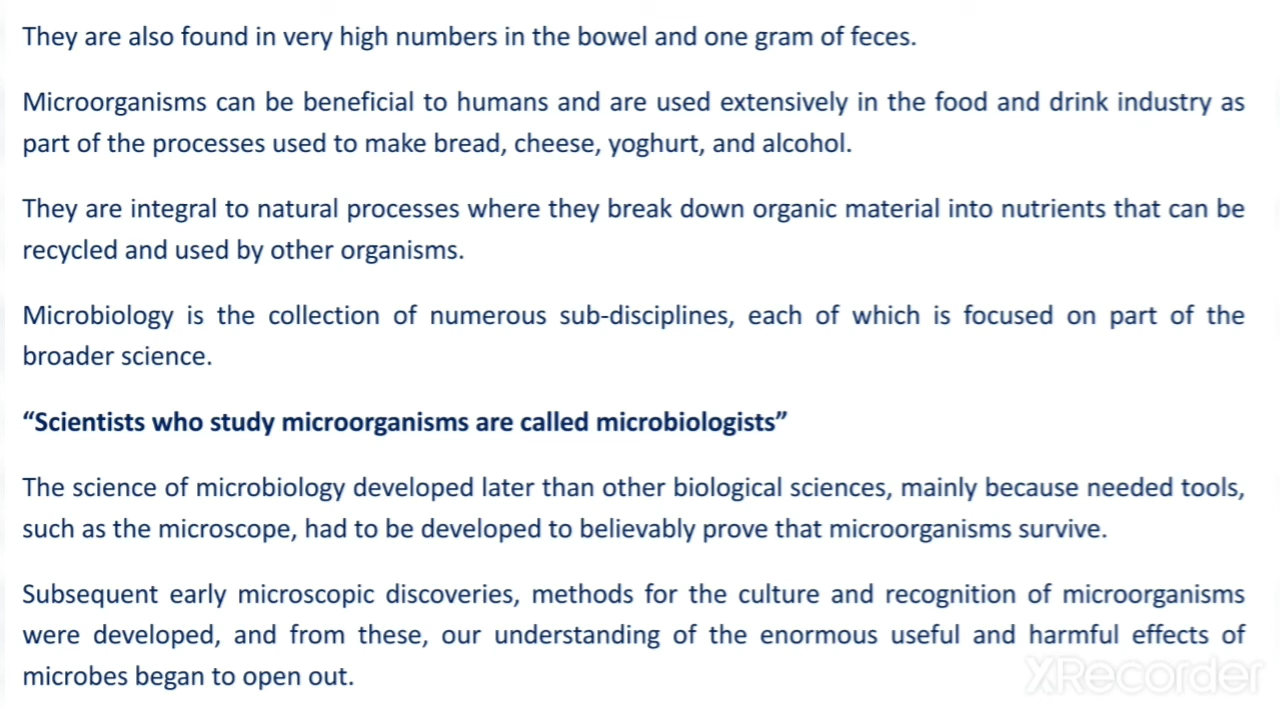 They are also found in very high numbers in the bowel and one gram of feces.
Microorganisms can be beneficial to humans and are used extensively in the food and drink industry as
part of the processes used to make bread, cheese, yoghurt, and alcohol.
They are integral to natural processes where they break down organic material into nutrients that can be
recycled and used by other organisms.
Microbiology is the collection of numerous sub-disciplines, each of which is focused on part of the
broader science.
“Scientists who study microorganisms are called microbiologists”
The science of microbiology developed later than other biological sciences, mainly because needed tools,
such as the microscope, had to be developed to believably prove that microorganisms survive.
Subsequent early microscopic discoveries, methods for the culture and recognition of microorganisms
were developed, and from these, our understanding of the enormous useful and harmful effects of
microbes began to open out.
XRecorder